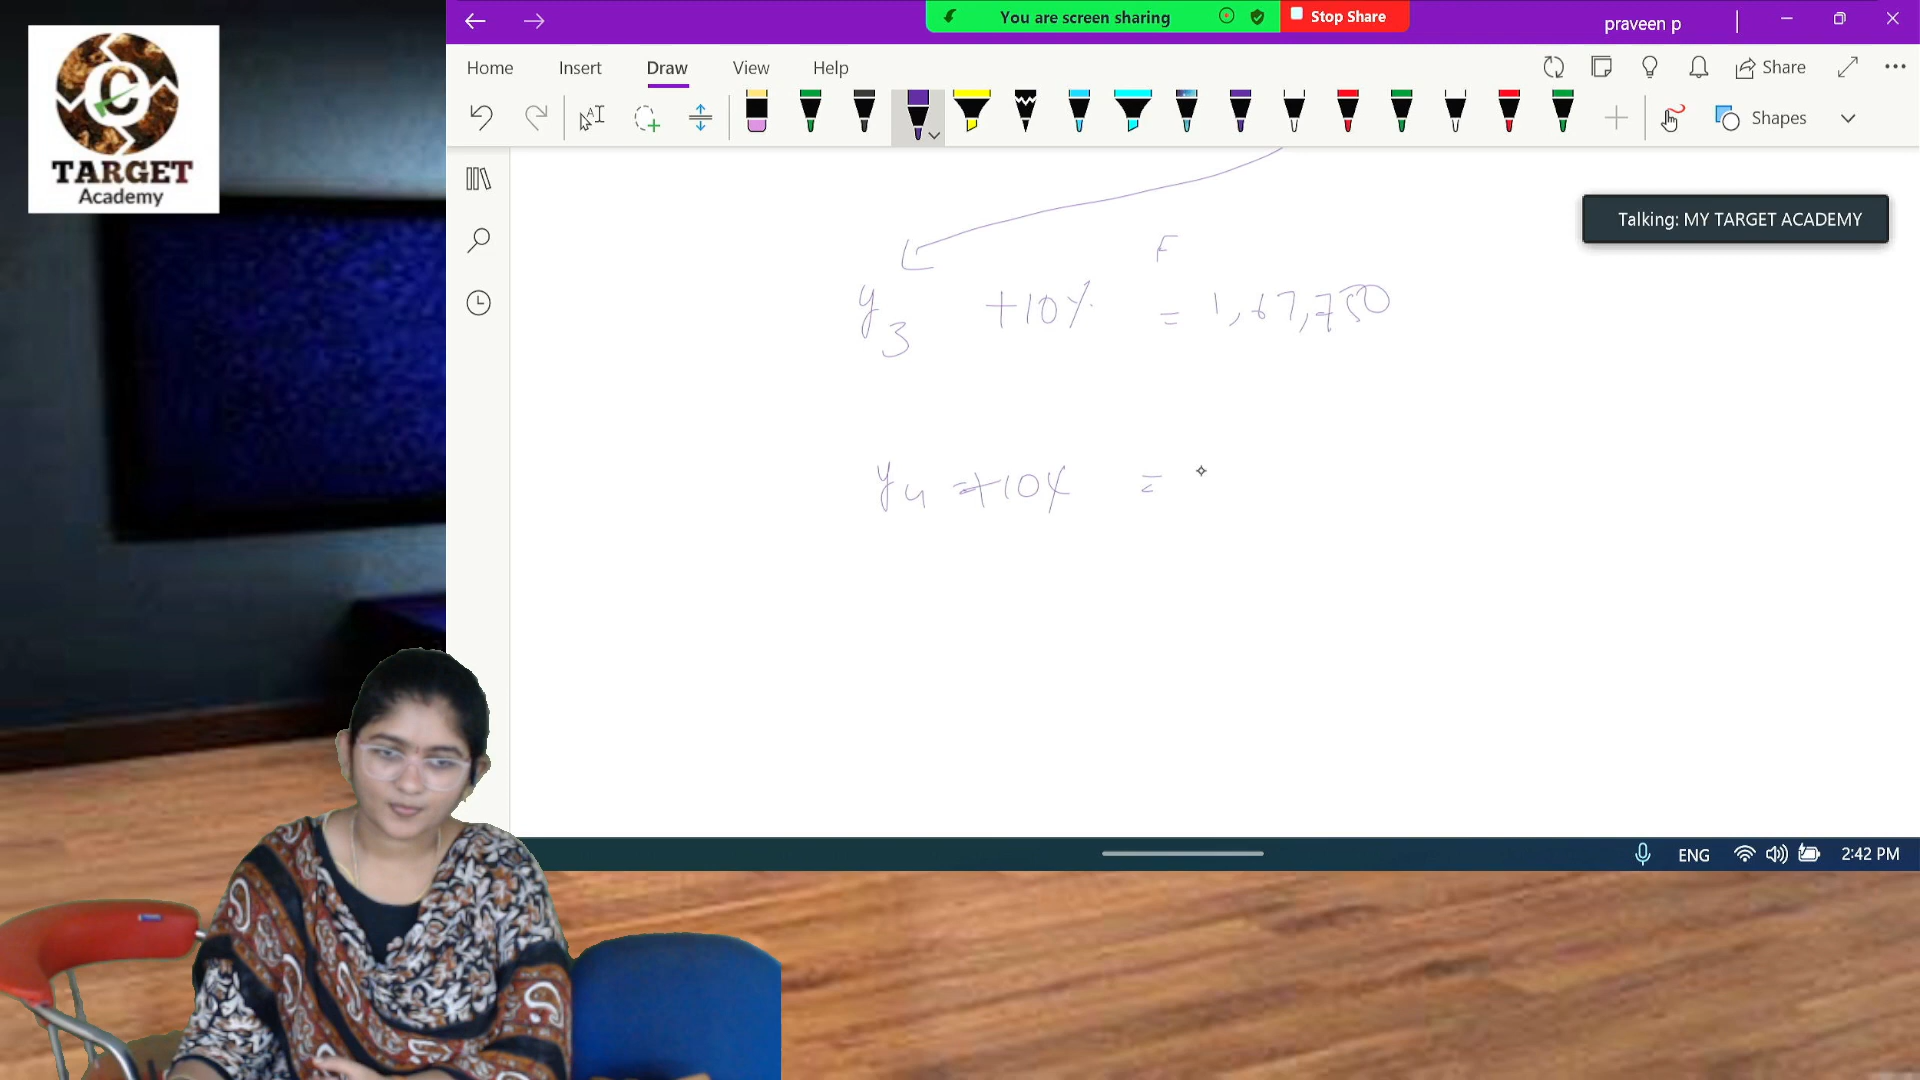 You are screen sharing Stop Share
praveen p
Home Insert Draw View Help Share
Shapes
TARGET
Academy
Talking: MY TARGET ACADEMY
F
y3 +10% = 1,67,750
y4 =+10% =
ENG 2:42 PM